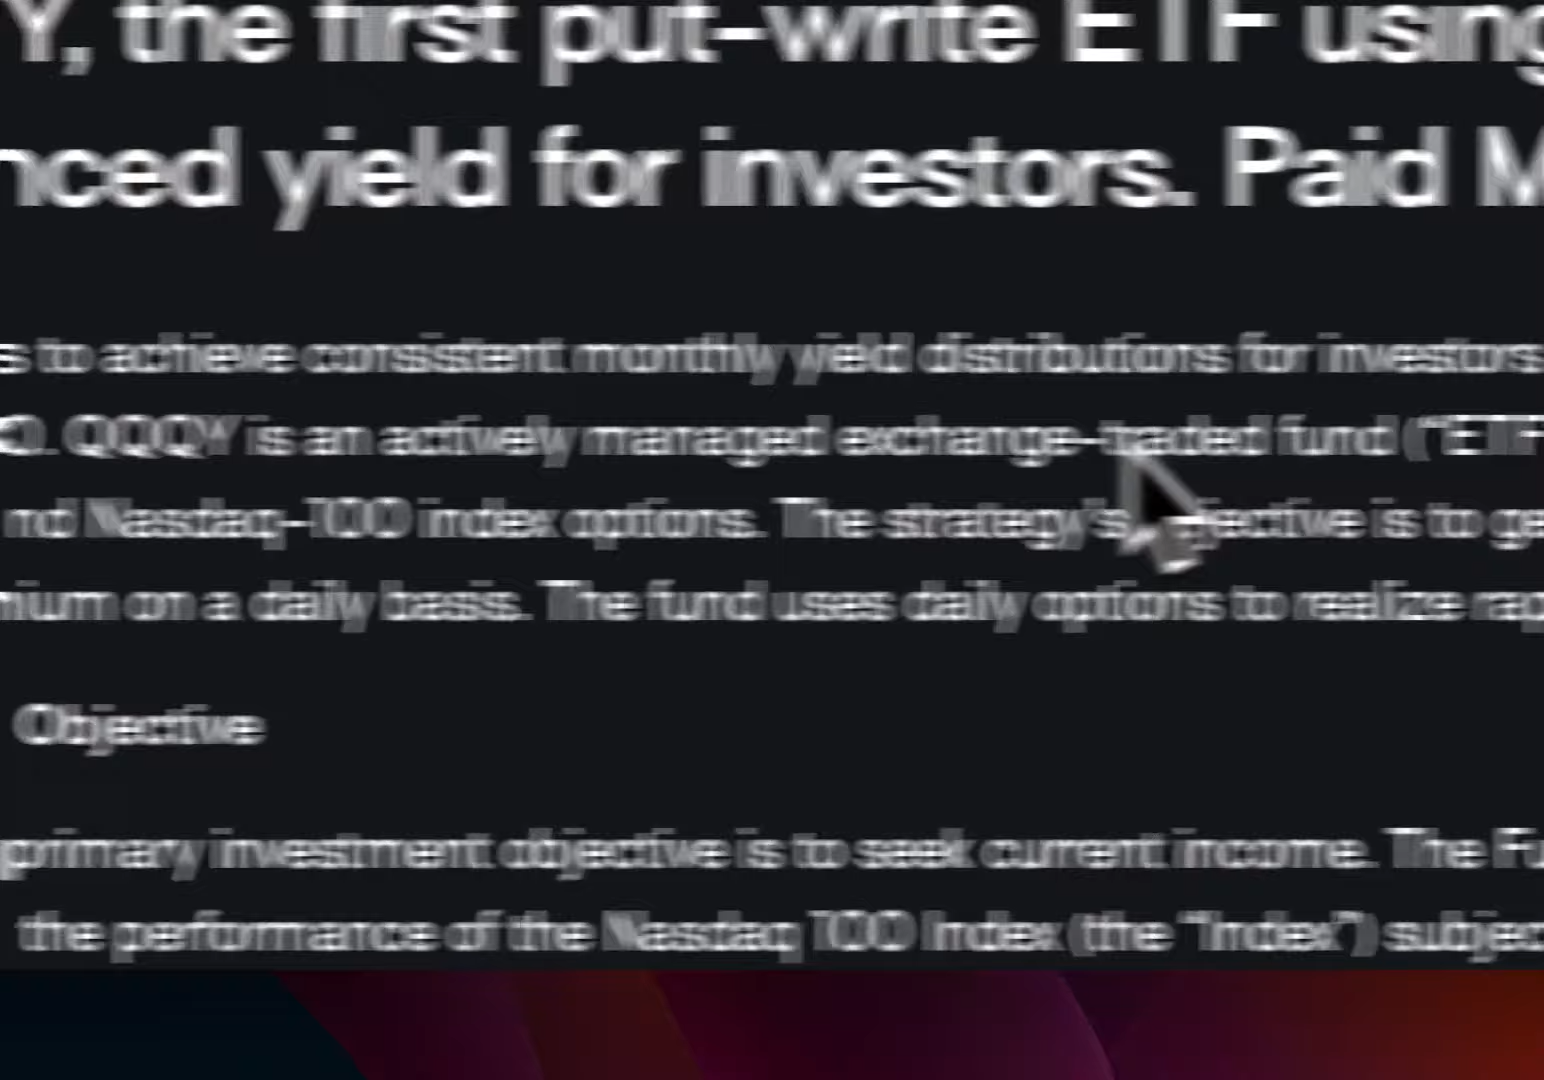 Y, the first put-write ETF using
nced yield for investors. Paid M
s to achieve consistent monthly yield distributions for investors
. QQQY is an actively managed exchange-traded fund ("ETF
nd Nasdaq-100 index options. The strategy's objective is to ge
nium on a daily basis. The fund uses daily options to realize rap
Objective
primary investment objective is to seek current income. The Fu
the performance of the Nasdaq 100 Index (the "Index") subjec